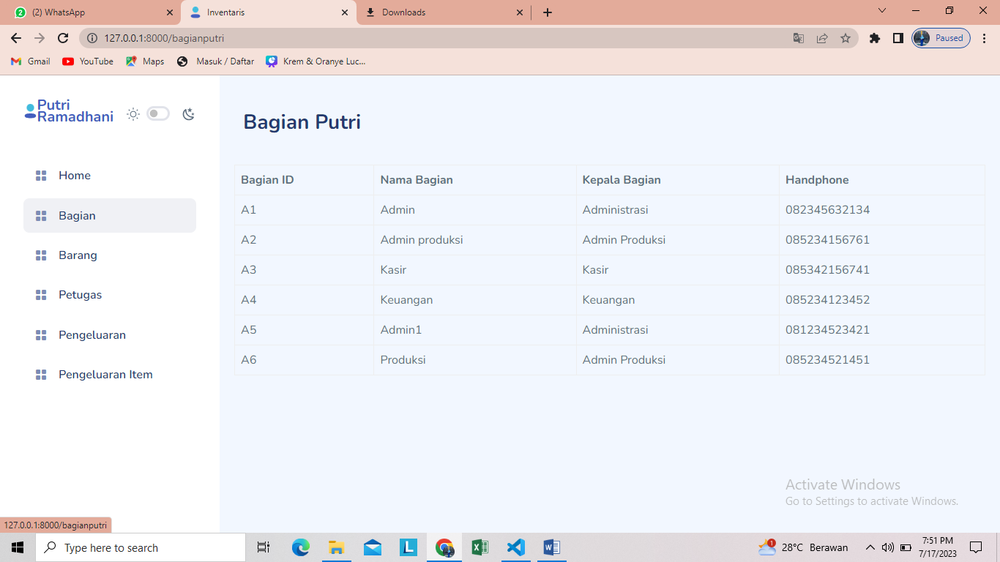 (2) WhatsApp
Inventaris
Downloads
127.0.0.1:8000/bagianputri
Paused
Gmail
YouTube
Maps
Masuk / Daftar
Krem & Oranye Luc...
Putri
Ramadhani
Home
Bagian
Barang
Petugas
Pengeluaran
Pengeluaran Item
Bagian Putri
Bagian ID Nama Bagian Kepala Bagian Handphone
A1 Admin Administrasi 082345632134
A2 Admin produksi Admin Produksi 085234156761
A3 Kasir Kasir 085342156741
A4 Keuangan Keuangan 085234123452
A5 Admin1 Administrasi 081234523421
A6 Produksi Admin Produksi 085234521451
Activate Windows
Go to Settings to activate Windows.
127.0.0.1:8000/bagianputri
Type here to search
28°C Berawan
7:51 PM
7/17/2023